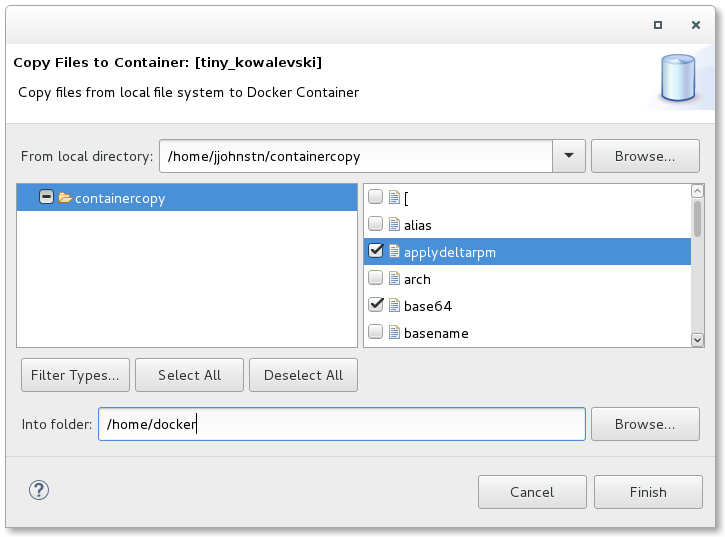 Copy Files to Container: [tiny_kowalevski]
Copy files from local file system to Docker Container
From local directory: /home/jjohnstn/containercopy Browse...
containercopy
[
alias
applydeltarpm
arch
base64
basename
Filter Types... Select All Deselect All
Into folder: /home/docker Browse...
? Cancel Finish